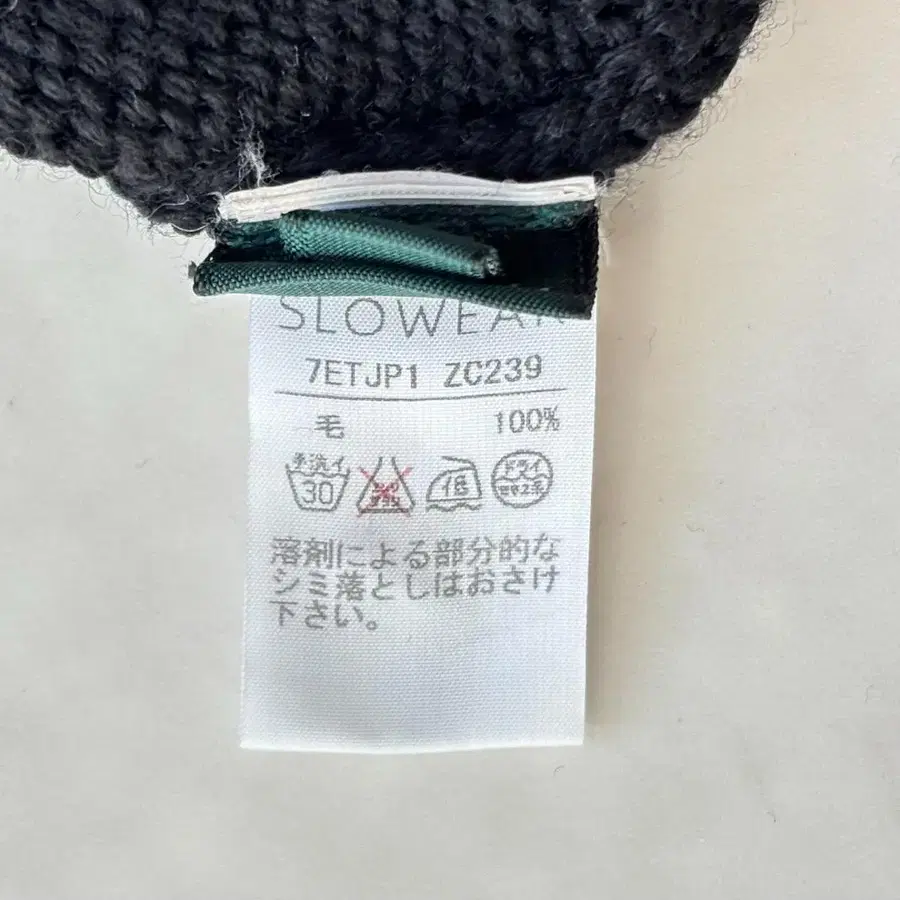 SLOWEAR
7ETJP1 ZC239
毛 100%
手洗イ 30 ドライ
溶剤による部分的な
シミ落としはおさけ
下さい。